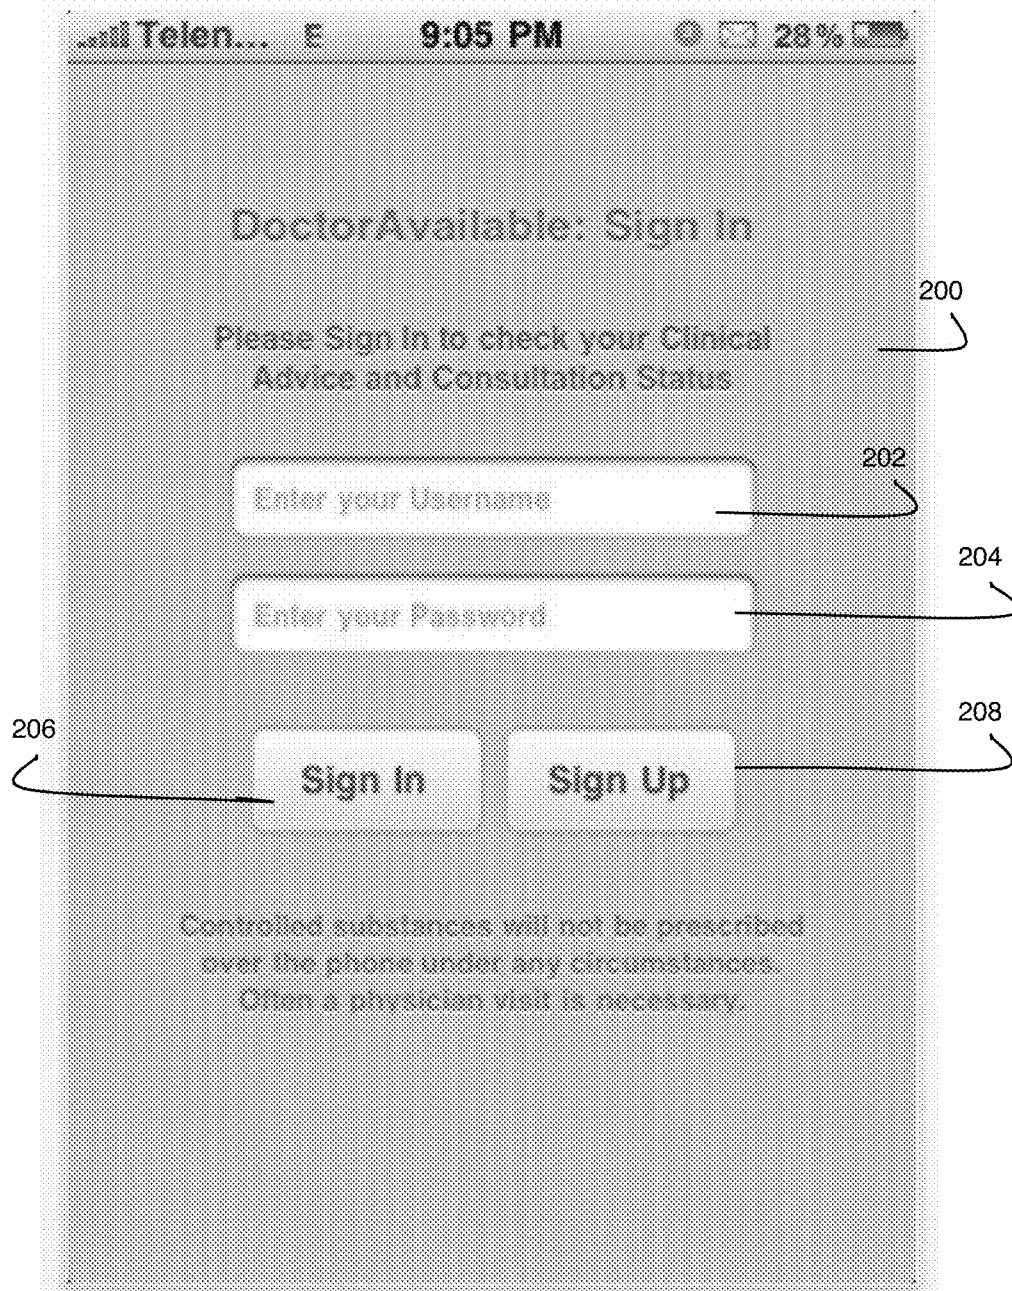 Telen... E 9:05 PM 28%
DoctorAvailable: Sign In
200
Please Sign in to check your Clinical
Advice and Consultation Status
202
Enter your Username
204
Enter your Password
206
208
Sign In Sign Up
Controlled substances will not be prescribed
over the phone under any circumstances.
Often a physician visit is necessary.